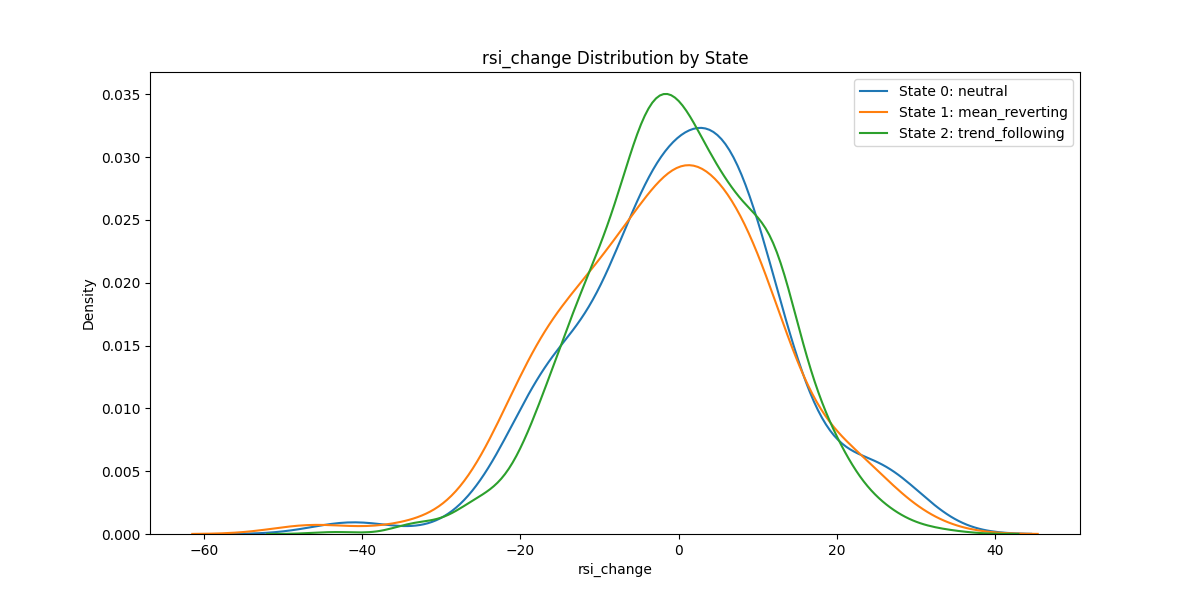 rsi_change Distribution by State
State 0: neutral
State 1: mean_reverting
State 2: trend_following
Density
0.035
0.030
0.025
0.020
0.015
0.010
0.005
0.000
−60
−40
−20
0
20
40
rsi_change